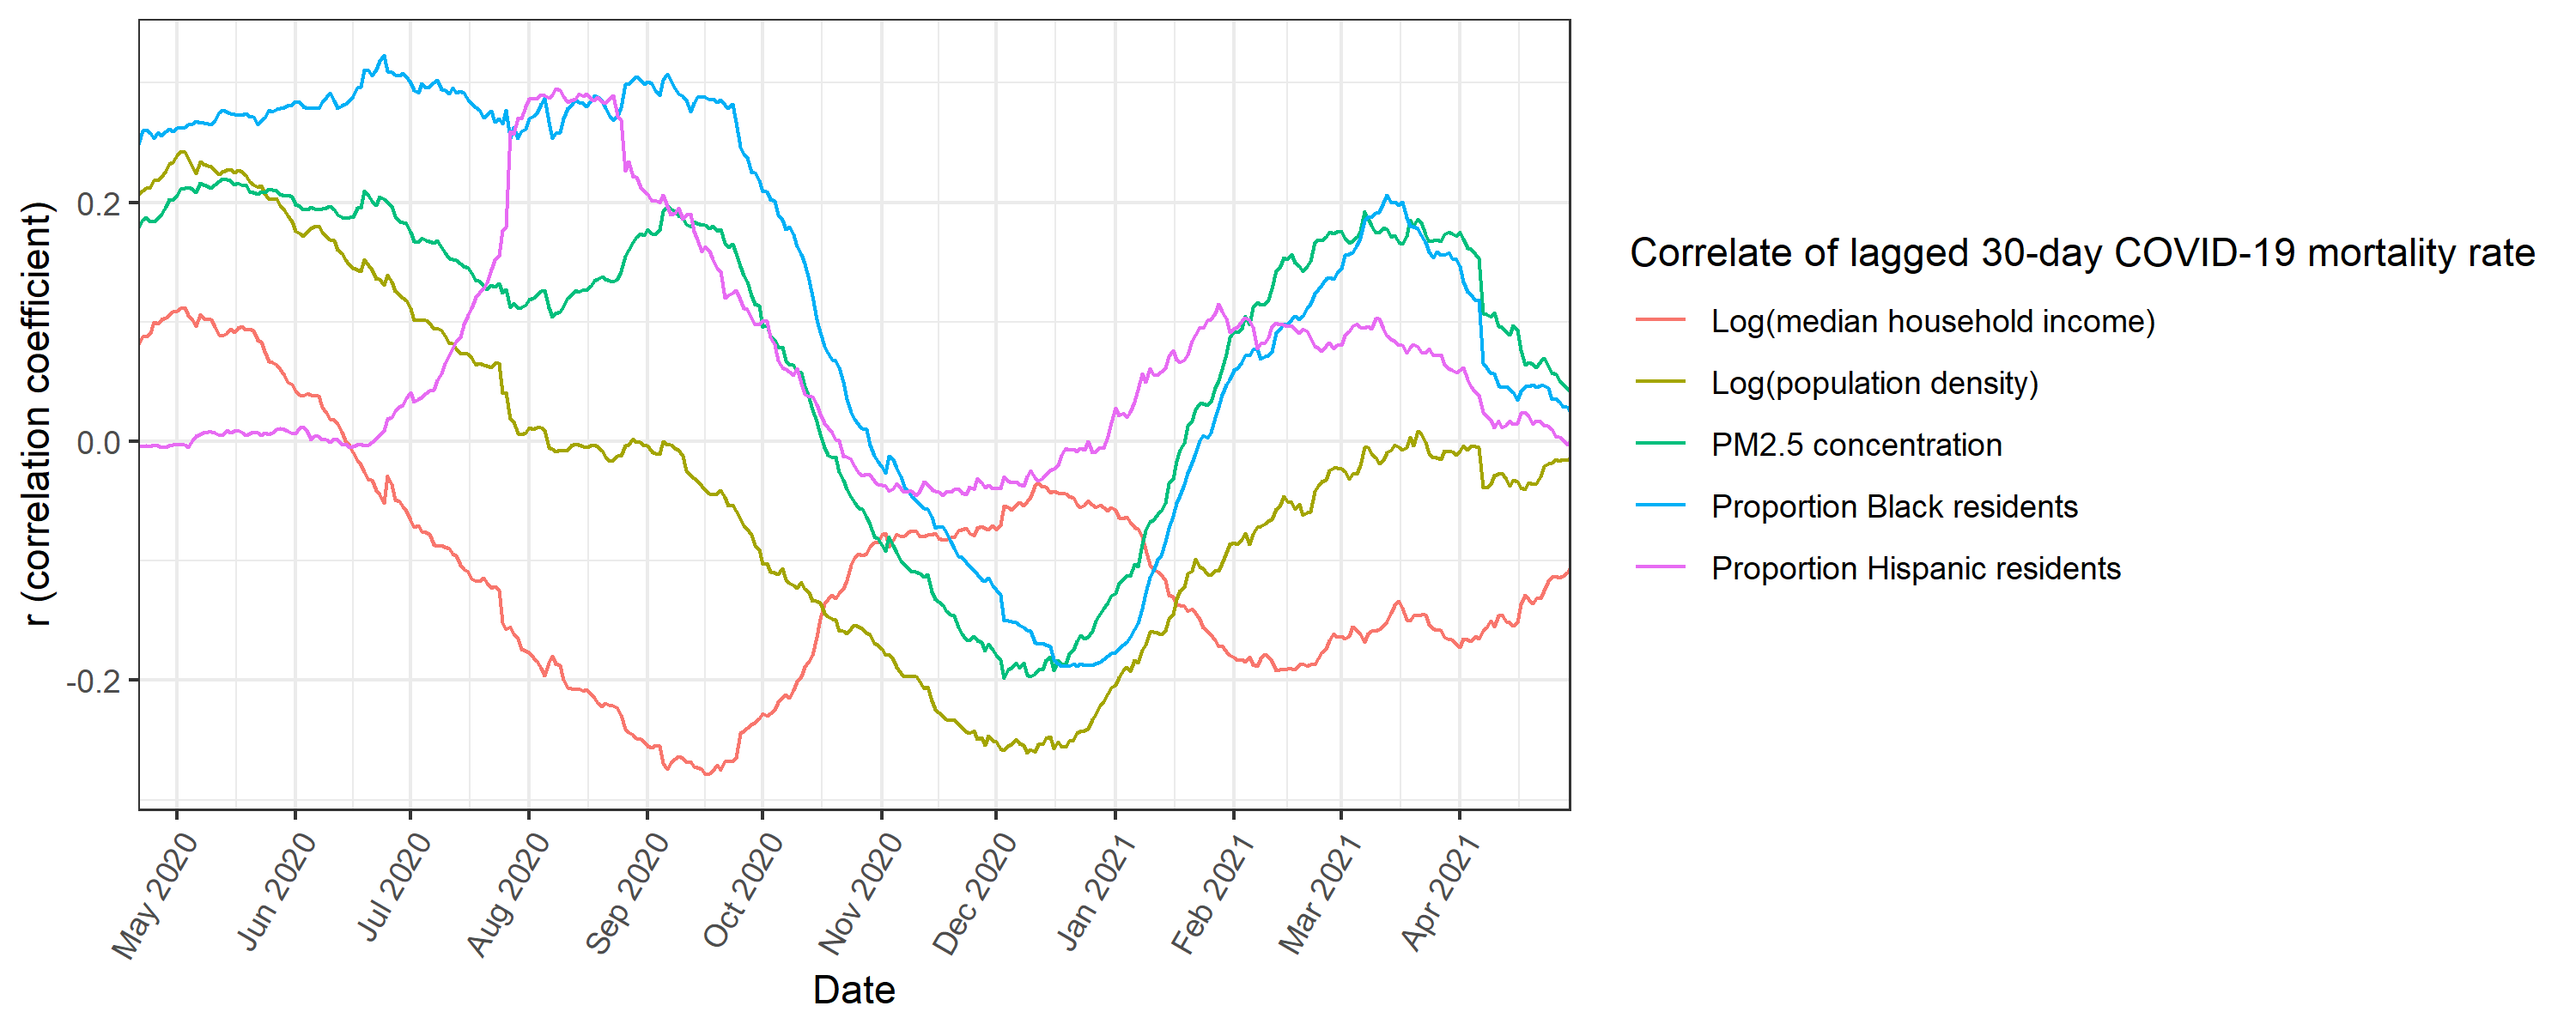 r (correlation coefficient)
0.2
0.0
-0.2
May 2020
Jun 2020
Jul 2020
Aug 2020
Sep 2020
Oct 2020
Nov 2020
Dec 2020
Jan 2021
Feb 2021
Mar 2021
Apr 2021
Date
Correlate of lagged 30-day COVID-19 mortality rate
Log(median household income)
Log(population density)
PM2.5 concentration
Proportion Black residents
Proportion Hispanic residents